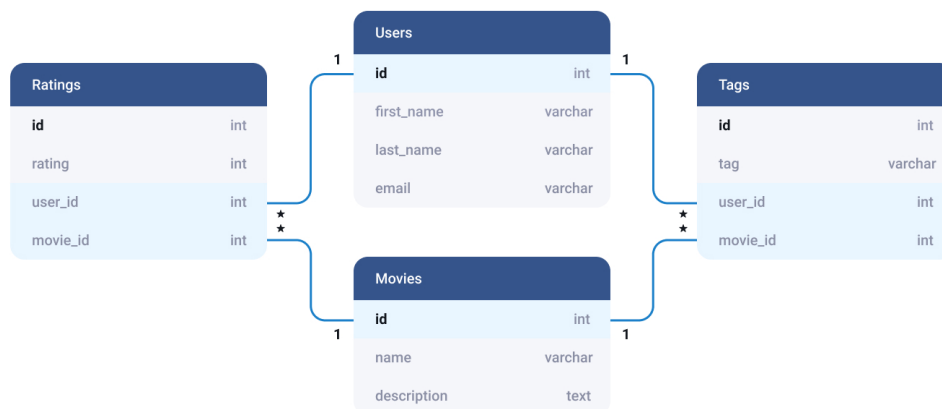 Users
1
id int
1
first_name varchar
last_name varchar
email varchar
Ratings
id int
rating int
user_id int
*
movie_id int
*
Tags
id int
tag varchar
user_id int
*
movie_id int
*
Movies
id int
1
1
name varchar
description text